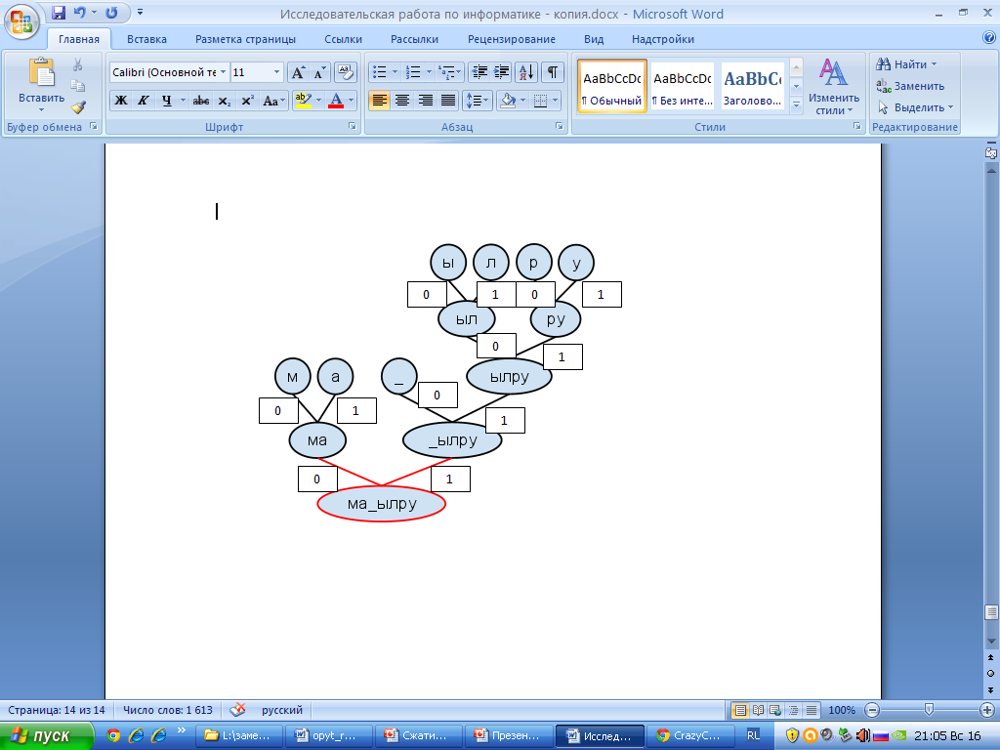 Исследовательская работа по информатике - копия.docx - Microsoft Word
Главная Вставка Разметка страницы Ссылки Рассылки Рецензирование Вид Надстройки
Вставить
Буфер обмена
Calibri (Основной те 11
Ж К Ч abc x₂ x² Aa
Шрифт
Абзац
АаBbCcDc АаBbCcDc AaBbCc
¶ Обычный ¶ Без инте... Заголово...
Стили
Изменить стили
Найти
Заменить
Выделить
Редактирование
ы л р у
0 1 0 1
ыл ру
0 1
м а _ ылру
0 1 0 1
ма _ылру
0 1
ма_ылру
Страница: 14 из 14 Число слов: 1 613 русский 100%
пуск L:\заме... opyt_r... Сжати... Презен... Исслед... CrazyC... RL 21:05 Вс 16